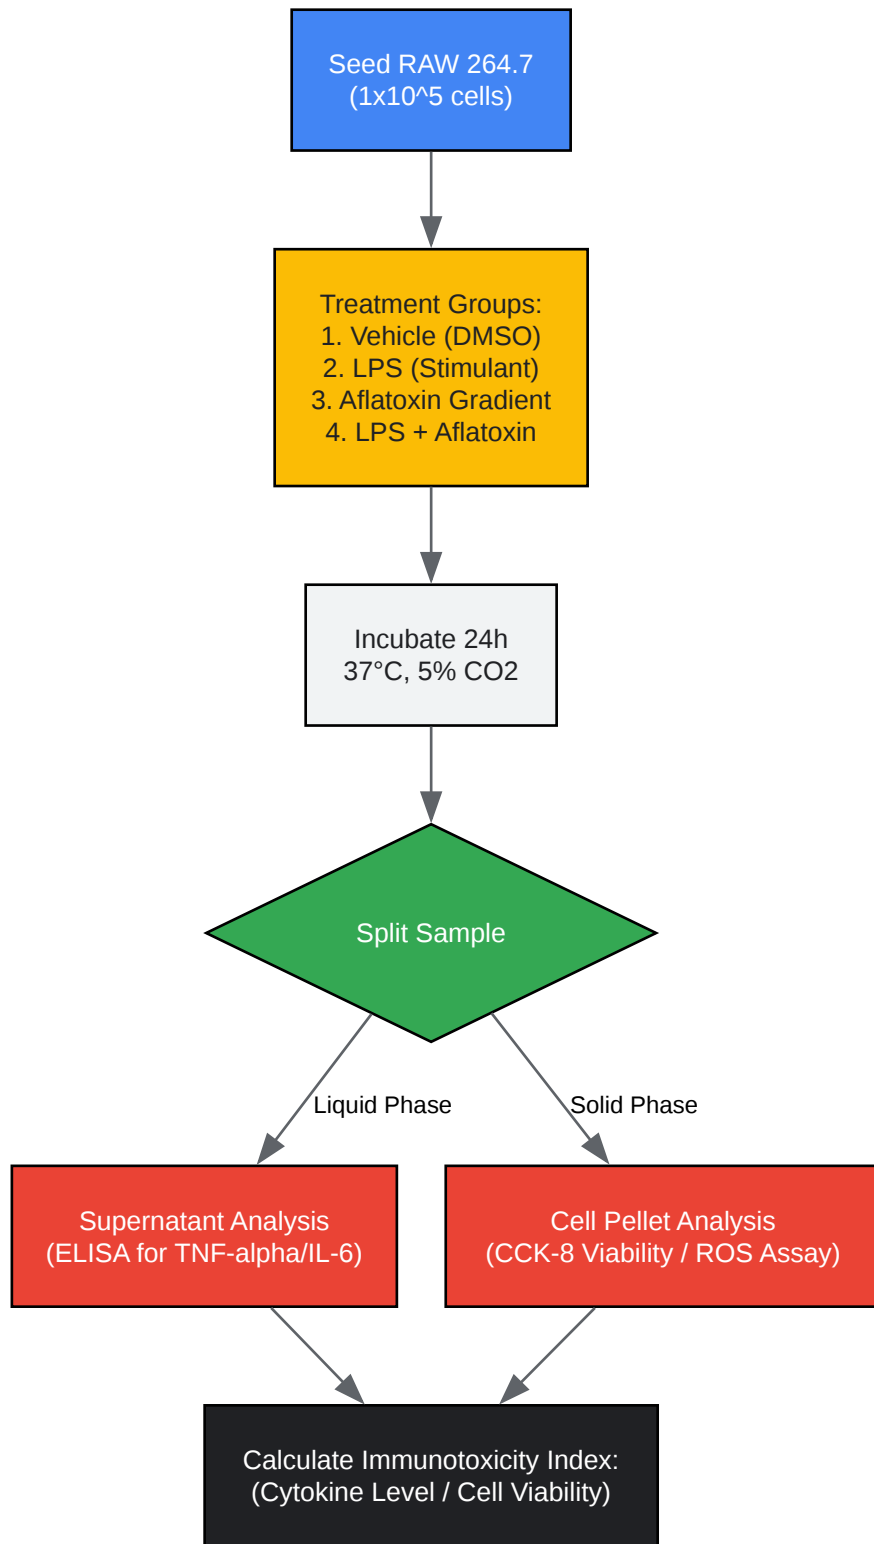 Seed RAW 264.7
(1x10^5 cells)
Treatment Groups:
1. Vehicle (DMSO)
2. LPS (Stimulant)
3. Aflatoxin Gradient
4. LPS + Aflatoxin
Incubate 24h
37°C, 5% CO2
Split Sample
Liquid Phase
Solid Phase
Supernatant Analysis
(ELISA for TNF-alpha/IL-6)
Cell Pellet Analysis
(CCK-8 Viability / ROS Assay)
Calculate Immunotoxicity Index:
(Cytokine Level / Cell Viability)